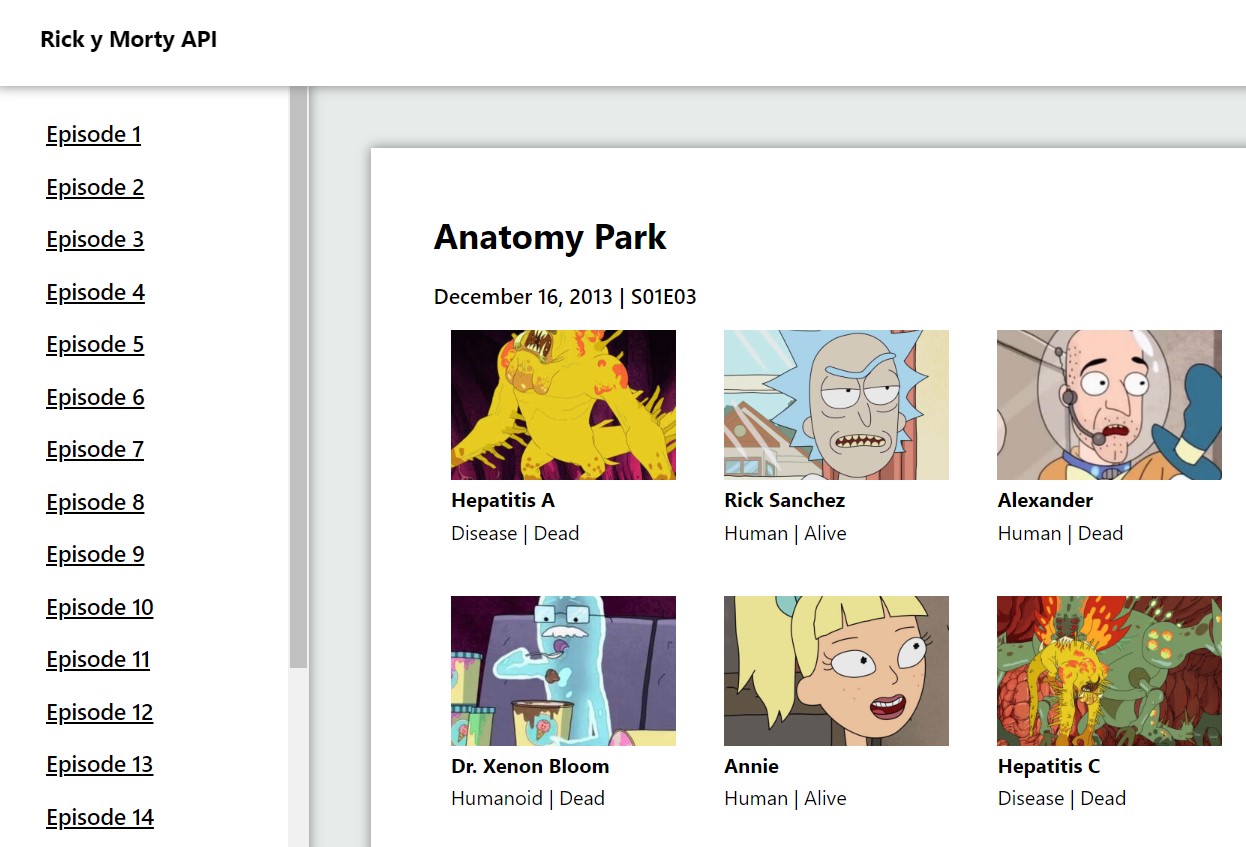 Rick y Morty API
Episode 1
Episode 2
Episode 3
Episode 4
Episode 5
Episode 6
Episode 7
Episode 8
Episode 9
Episode 10
Episode 11
Episode 12
Episode 13
Episode 14
Anatomy Park
December 16, 2013 | S01E03
Hepatitis A
Disease | Dead
Rick Sanchez
Human | Alive
Alexander
Human | Dead
Dr. Xenon Bloom
Humanoid | Dead
Annie
Human | Alive
Hepatitis C
Disease | Dead